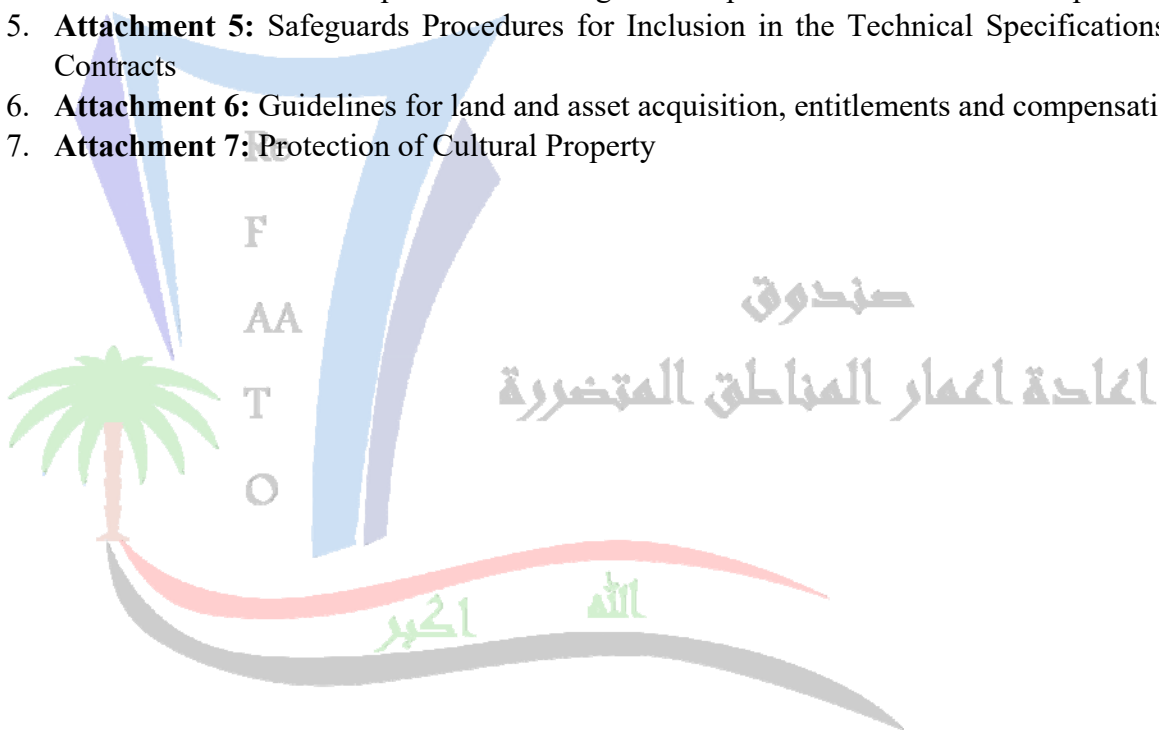 5. Attachment 5: Safeguards Procedures for Inclusion in the Technical Specifications
Contracts
6. Attachment 6: Guidelines for land and asset acquisition, entitlements and compensati
7. Attachment 7: Protection of Cultural Property
Re
F
AA
T
O
صندوق
اعادة اعمار المناطق المتضررة
الله اكبر